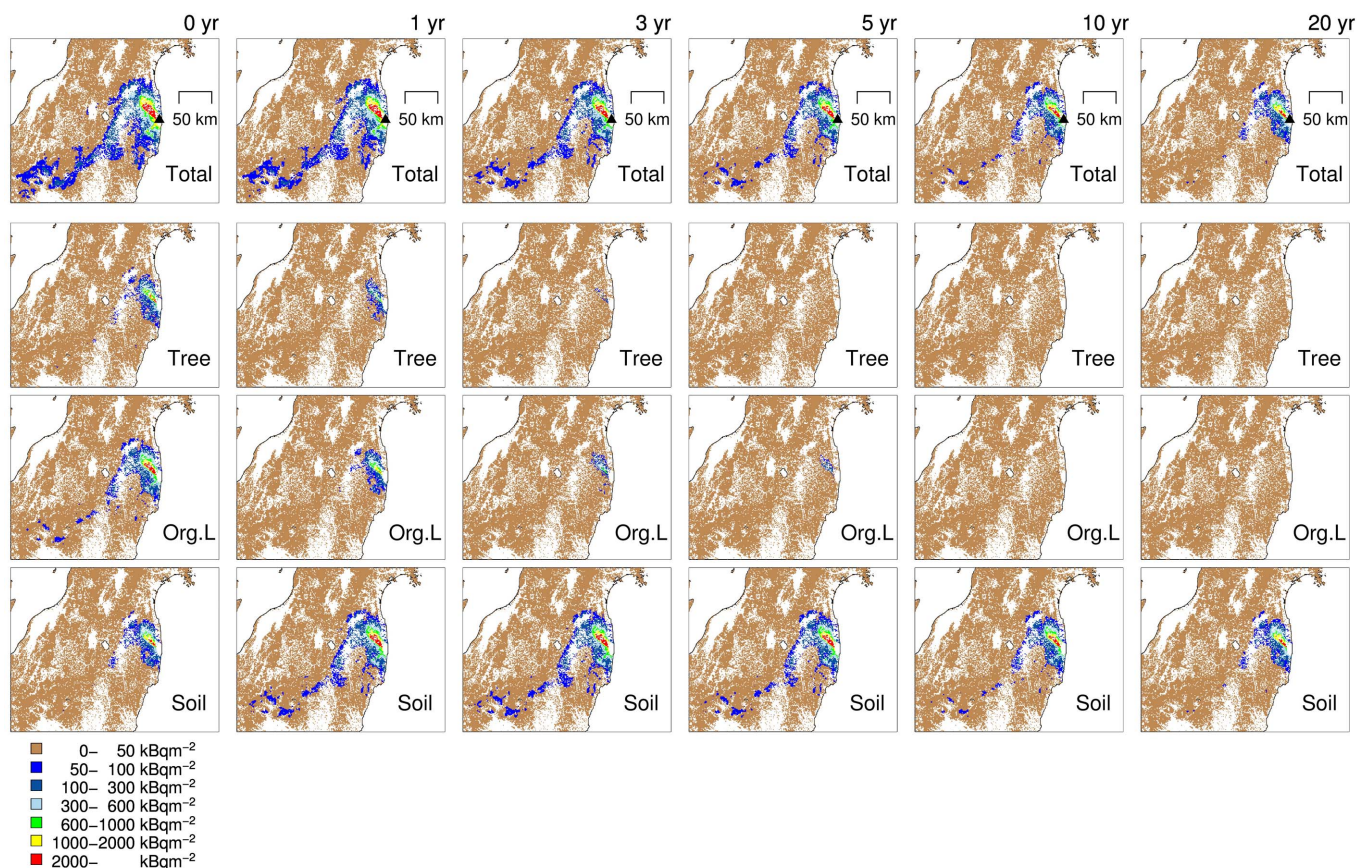 0 yr 1 yr 3 yr 5 yr 10 yr 20 yr
50 km 50 km 50 km 50 km 50 km 50 km
Total Total Total Total Total Total
Tree Tree Tree Tree Tree Tree
Org.L Org.L Org.L Org.L Org.L Org.L
Soil Soil Soil Soil Soil Soil
0− 50 kBqm⁻²
50− 100 kBqm⁻²
100− 300 kBqm⁻²
300− 600 kBqm⁻²
600−1000 kBqm⁻²
1000−2000 kBqm⁻²
2000− kBqm⁻²